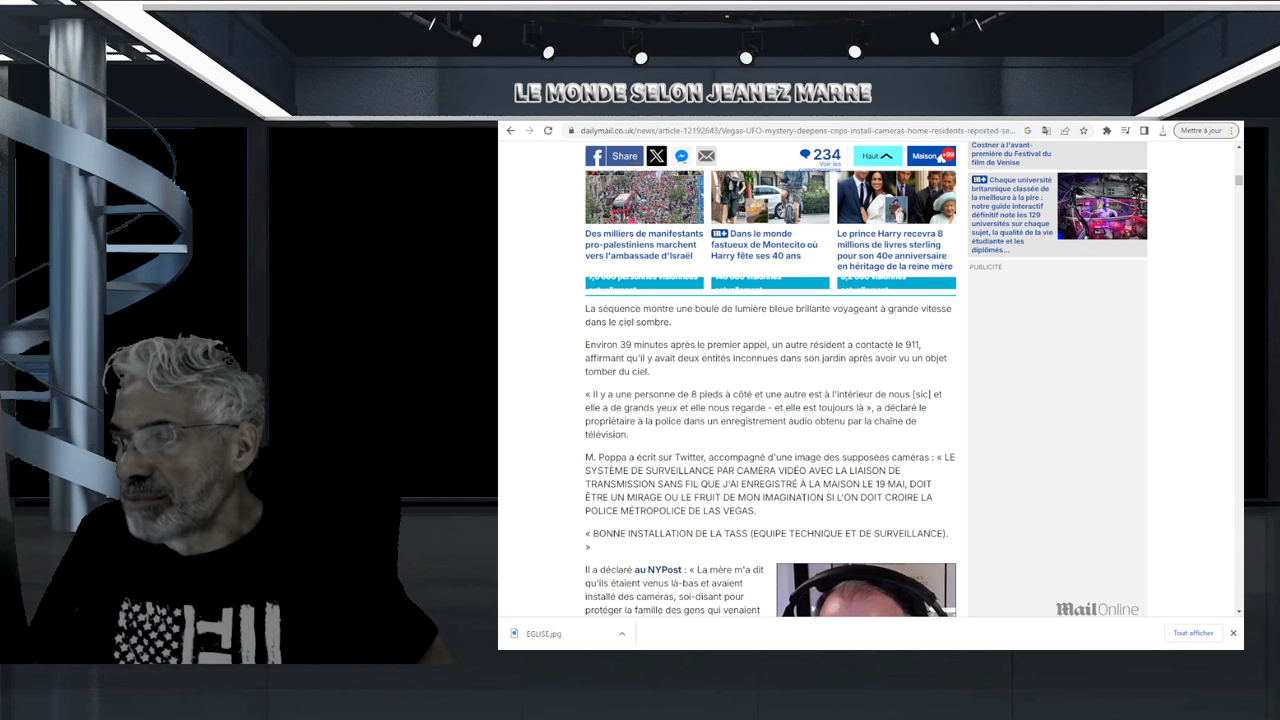 LE MONDE SELON JEANEZ MARRE
dailymail.co.uk/news/article-12192643/Vegas-UFO-mystery-deepens-cops-install-cameras-home-residents-reported-se...
Mettre à jour
Share
234
Voir les
commentaires
Haut
Maison
+99
Des milliers de manifestants
pro-palestiniens marchent
vers l'ambassade d'Israël
Dans le monde
fastueux de Montecito où
Harry fête ses 40 ans
Le prince Harry recevra 8
millions de livres sterling
pour son 40e anniversaire
en héritage de la reine mère
La séquence montre une boule de lumière bleue brillante voyageant à grande vitesse
dans le ciel sombre.
Environ 39 minutes après le premier appel, un autre résident a contacté le 911,
affirmant qu'il y avait deux entités inconnues dans son jardin après avoir vu un objet
tomber du ciel.
« Il y a une personne de 8 pieds à côté et une autre est à l'intérieur de nous [sic] et
elle a de grands yeux et elle nous regarde - et elle est toujours là », a déclaré le
propriétaire à la police dans un enregistrement audio obtenu par la chaîne de
télévision.
M. Poppa a écrit sur Twitter, accompagné d'une image des supposées caméras : « LE
SYSTÈME DE SURVEILLANCE PAR CAMÉRA VIDÉO AVEC LA LIAISON DE
TRANSMISSION SANS FIL QUE J'AI ENREGISTRÉ À LA MAISON LE 19 MAI, DOIT
ÊTRE UN MIRAGE OU LE FRUIT DE MON IMAGINATION SI L'ON DOIT CROIRE LA
POLICE MÉTROPOLICE DE LAS VEGAS.
« BONNE INSTALLATION DE LA TASS (EQUIPE TECHNIQUE ET DE SURVEILLANCE).
»
Il a déclaré au NYPost : « La mère m'a dit
qu'ils étaient venus là-bas et avaient
installé des caméras, soi-disant pour
protéger la famille des gens qui venaient
Costner à l'avant-
première du Festival du
film de Venise
Chaque université
britannique classée de
la meilleure à la pire :
notre guide interactif
définitif note les 129
universités sur chaque
sujet, la qualité de la vie
étudiante et les
diplômés...
PUBLICITÉ
MailOnline
EGLISE.jpg
Tout afficher